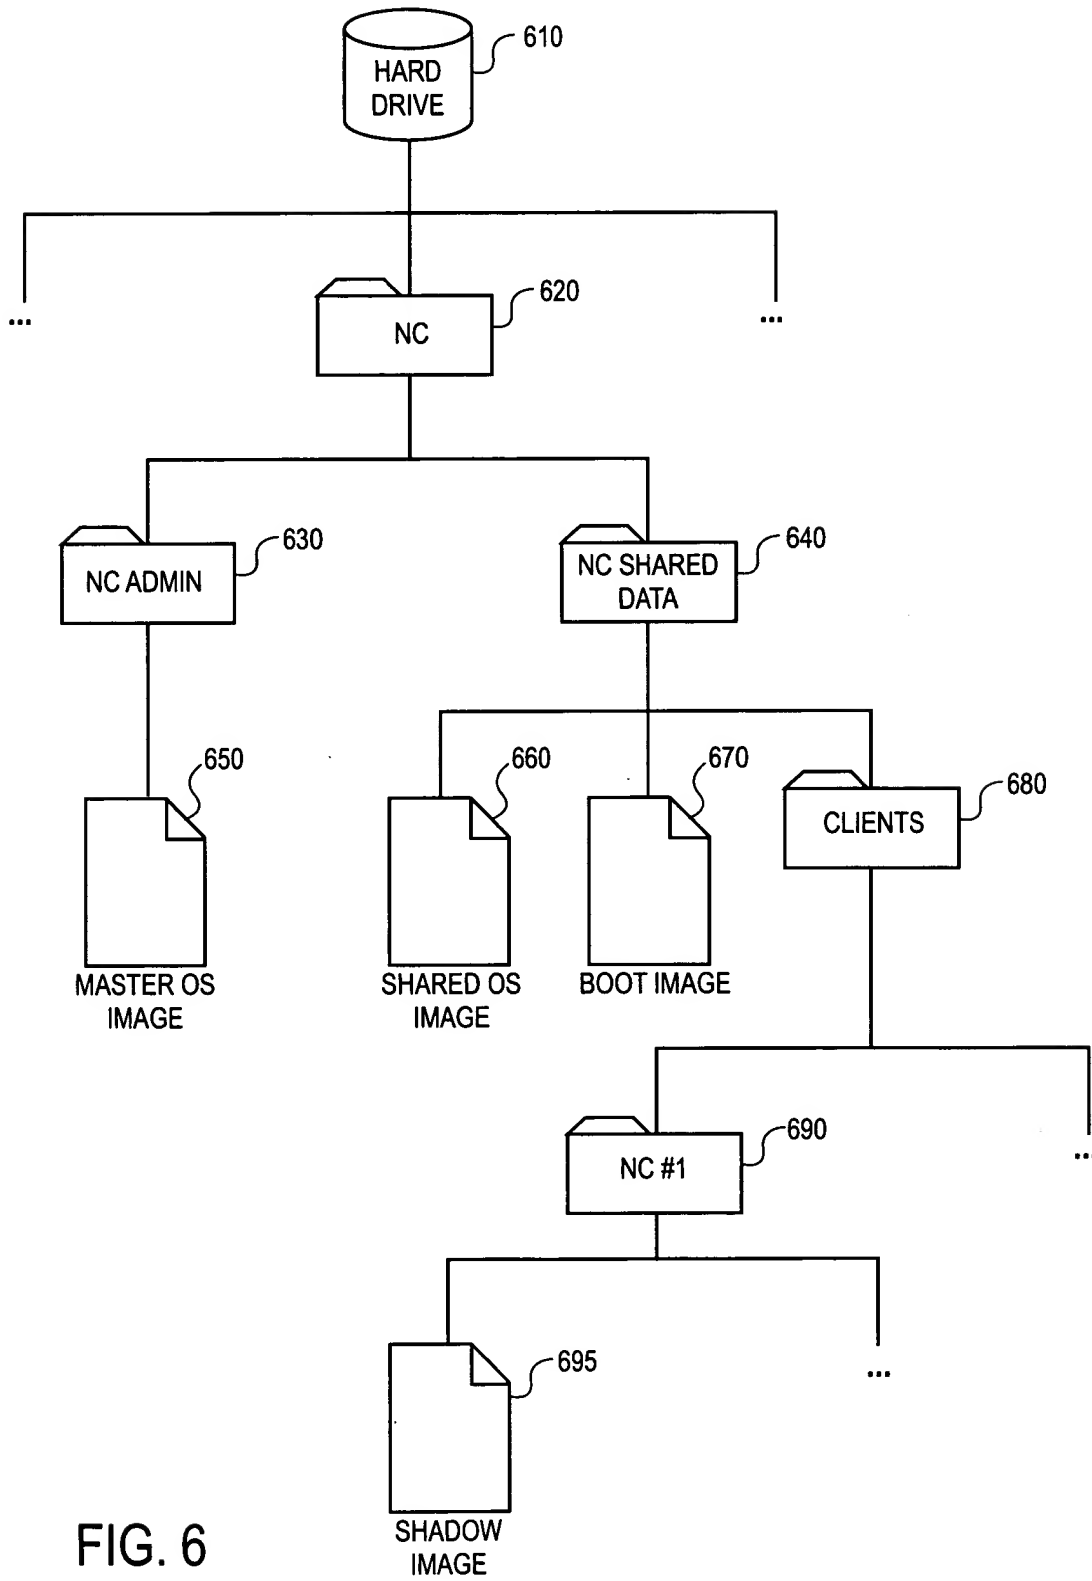 610
HARD
DRIVE
620
...
...
NC
630
640
NC ADMIN
NC SHARED
DATA
650
660
670
680
CLIENTS
MASTER OS
IMAGE
SHARED OS
IMAGE
BOOT IMAGE
690
NC #1
...
695
...
SHADOW
IMAGE
FIG. 6